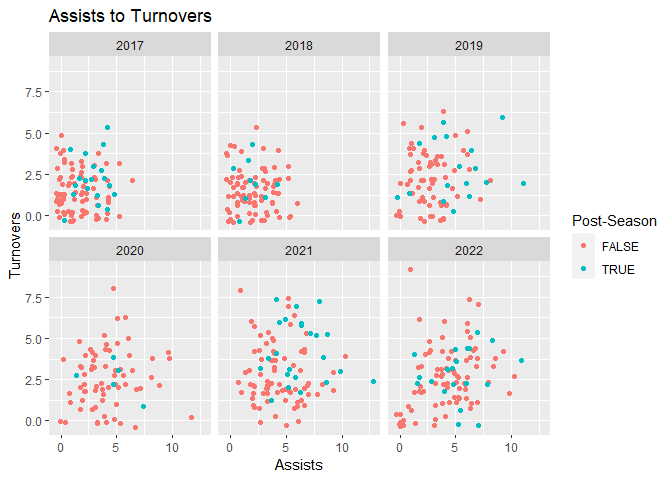 Assists to Turnovers
2017 2018 2019
7.5
5.0
2.5
0.0
2020 2021 2022
7.5
5.0
2.5
0.0
0 5 10 0 5 10 0 5 10
Assists
Turnovers
Post-Season
FALSE
TRUE